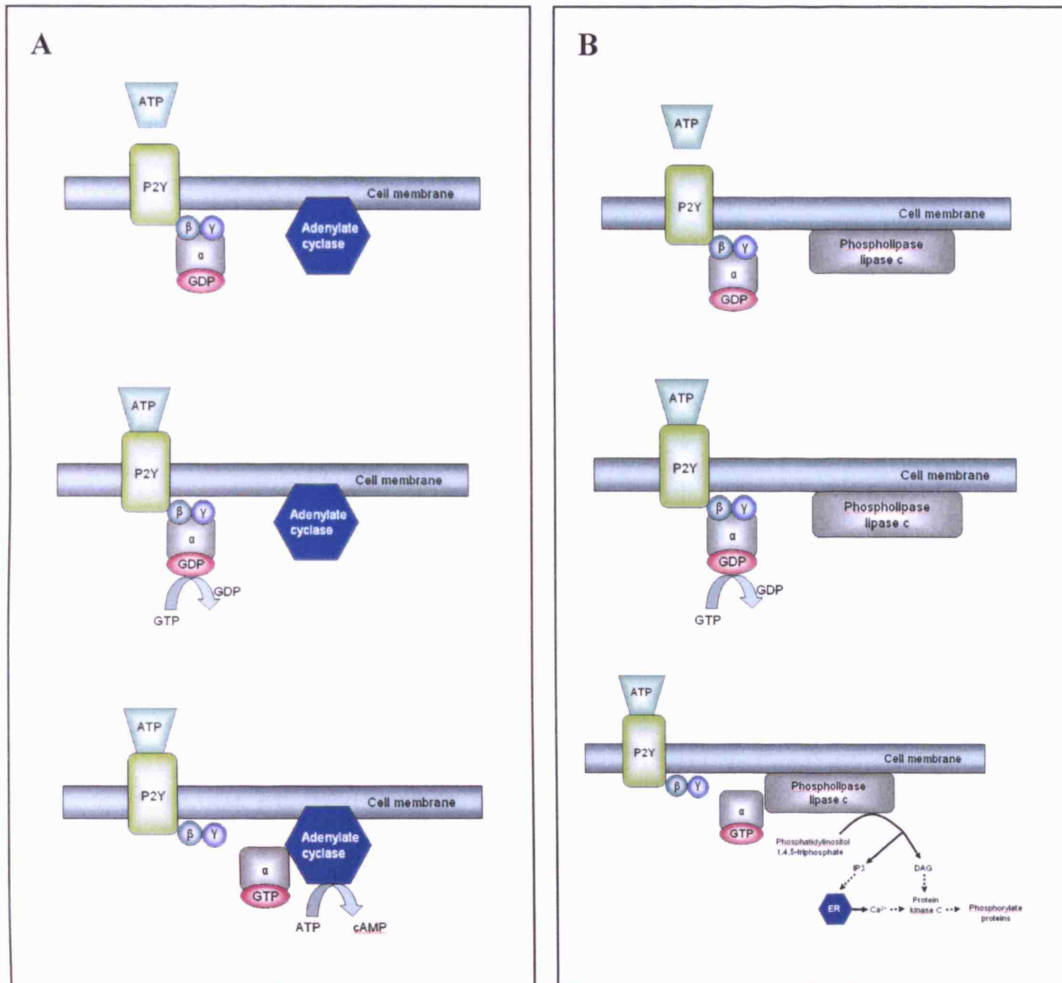 A
ATP
P2Y
Cell membrane
β γ
Adenylate
cyclase
α
GDP
ATP
P2Y
Cell membrane
β γ
Adenylate
cyclase
α
GDP
GDP
GTP
ATP
P2Y
Cell membrane
β γ
Adenylate
cyclase
α
GTP
ATP
cAMP
B
ATP
P2Y
Cell membrane
β γ
Phospholipase
lipase c
α
GDP
ATP
P2Y
Cell membrane
β γ
Phospholipase
lipase c
α
GDP
GDP
GTP
ATP
P2Y
Cell membrane
β γ
Phospholipase
lipase c
α
GTP
Phosphatidylinositol
1,4,5-triphosphate
IP3
DAG
ER
Ca²⁺
Protein
kinase C
Phosphorylate
proteins